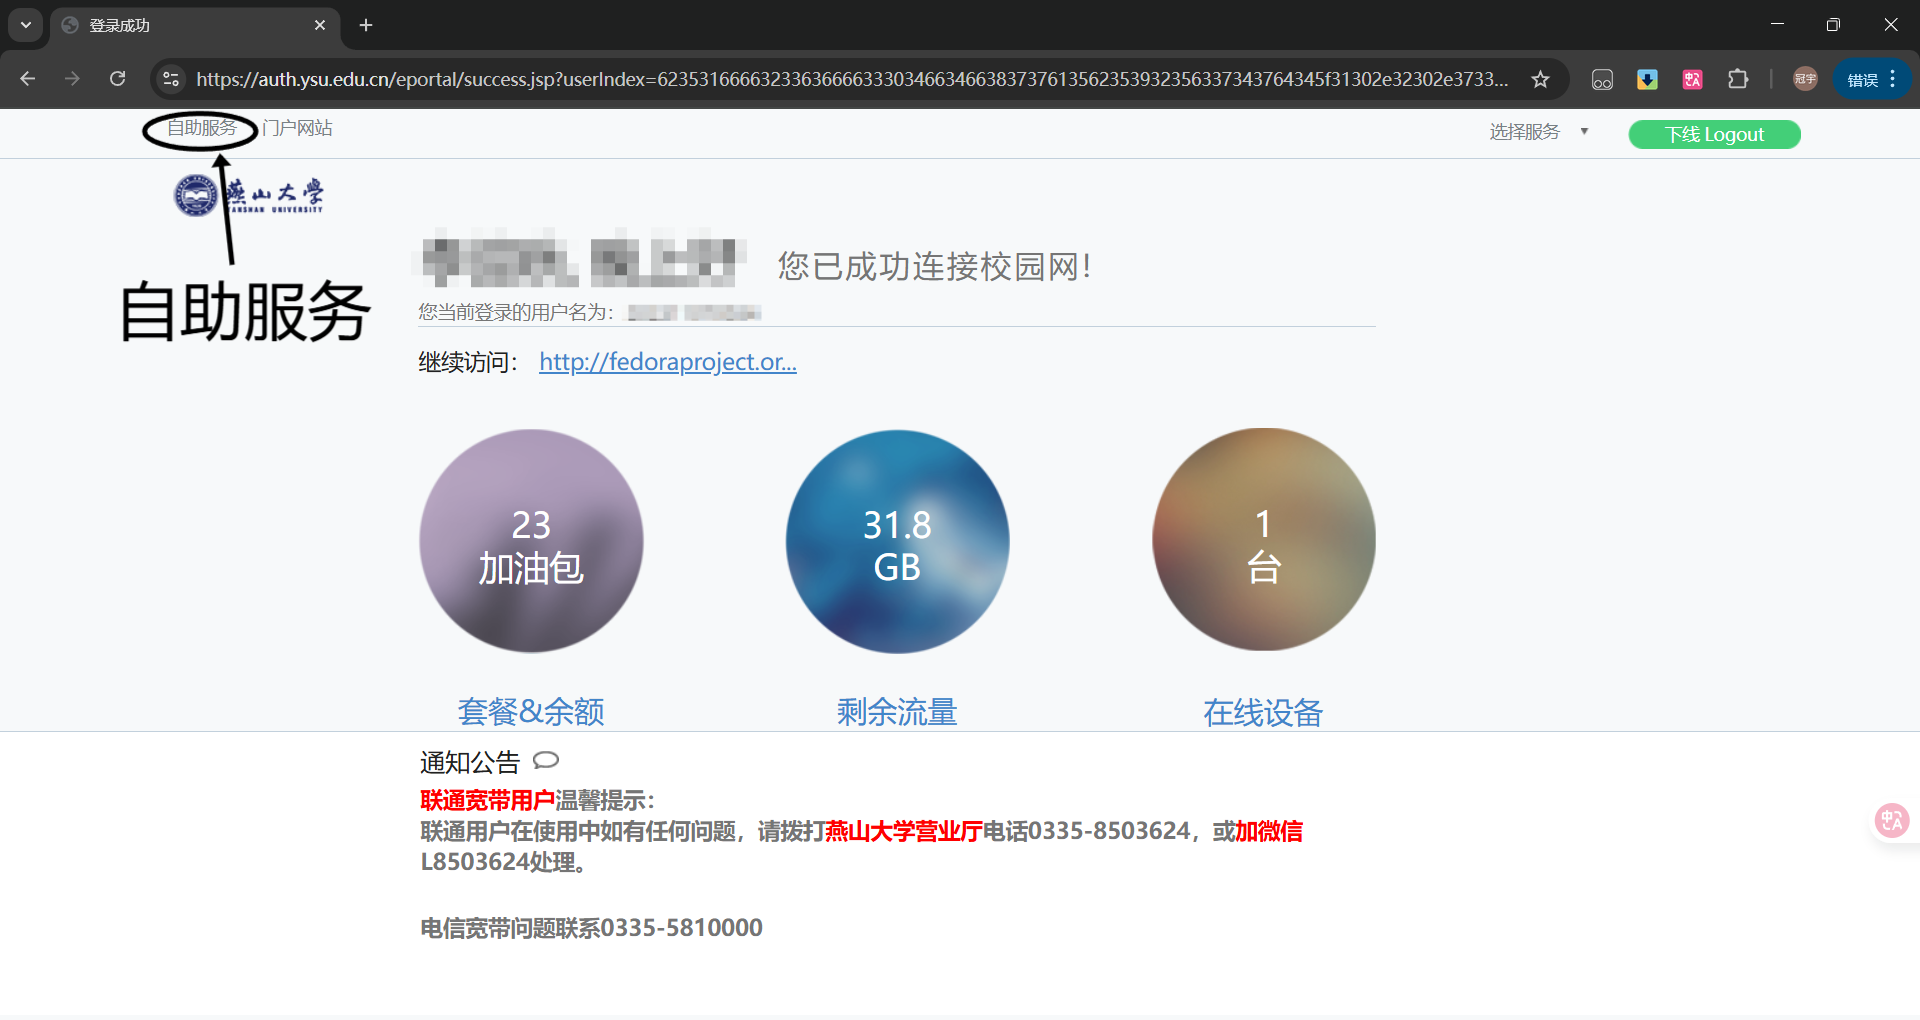 登录成功
https://auth.ysu.edu.cn/eportal/success.jsp?userIndex=62353166663233636666333034663466383737613562353932356337343764345f31302e32302e3733...
冠宇
错误
自助服务 门户网站
选择服务
下线 Logout
燕山大学
YANSHAN UNIVERSITY
您已成功连接校园网!
自助服务
您当前登录的用户名为:
继续访问: http://fedoraproject.or...
23
加油包
31.8
GB
1
台
套餐&余额
剩余流量
在线设备
通知公告
联通宽带用户温馨提示:
联通用户在使用中如有任何问题，请拨打燕山大学营业厅电话0335-8503624，或加微信
L8503624处理。
电信宽带问题联系0335-5810000